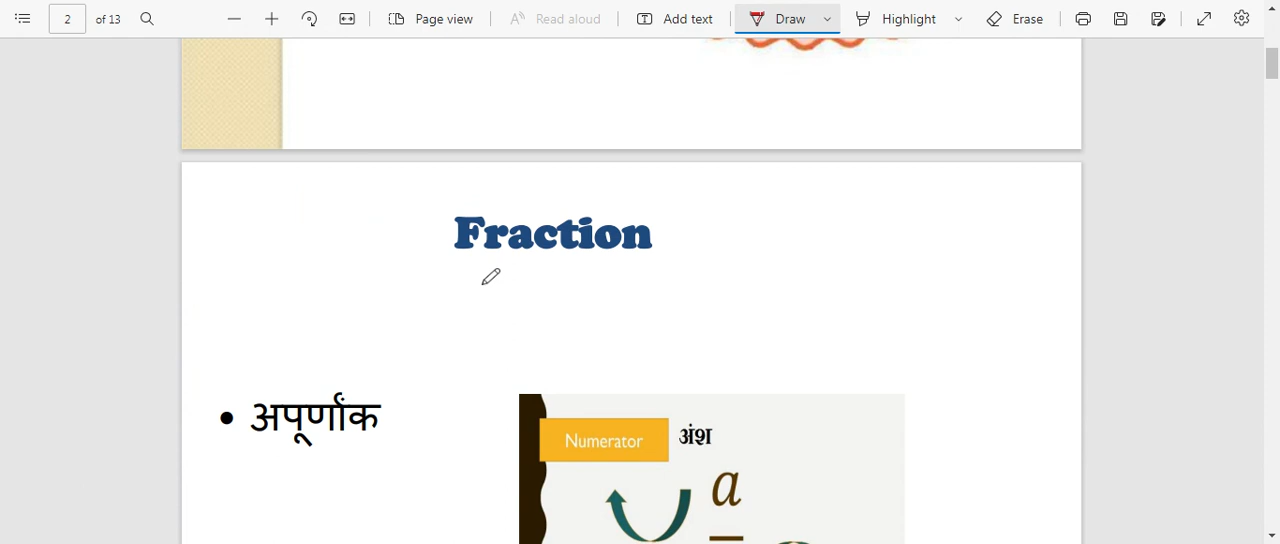 2 of 13 Page view Read aloud Add text Draw Highlight Erase
Fraction
• अपूर्णांक
Numerator अंश
a